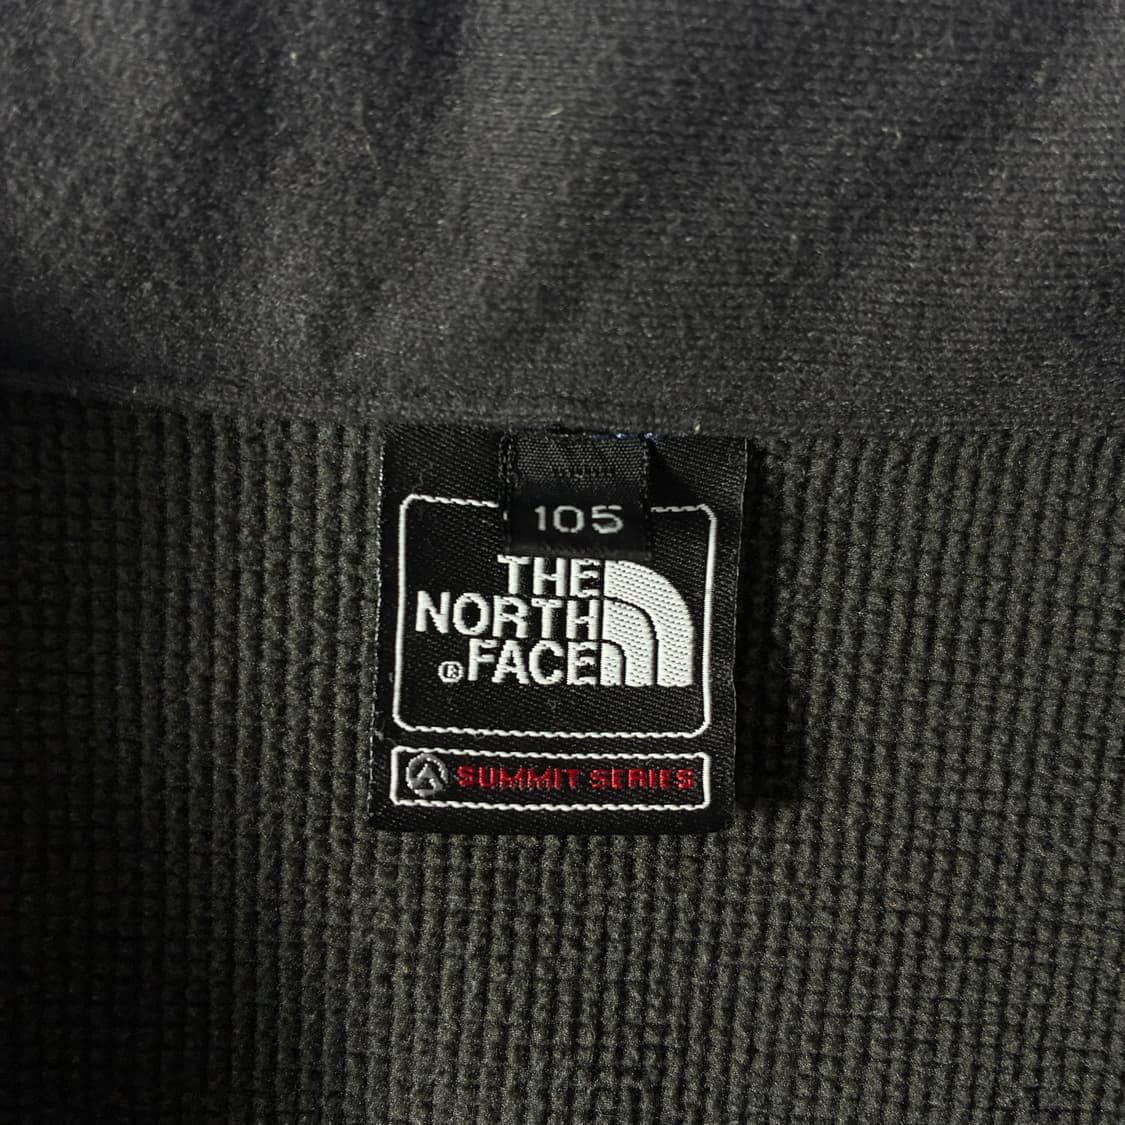 105
THE
NORTH
®FACE
SUMMIT SERIES